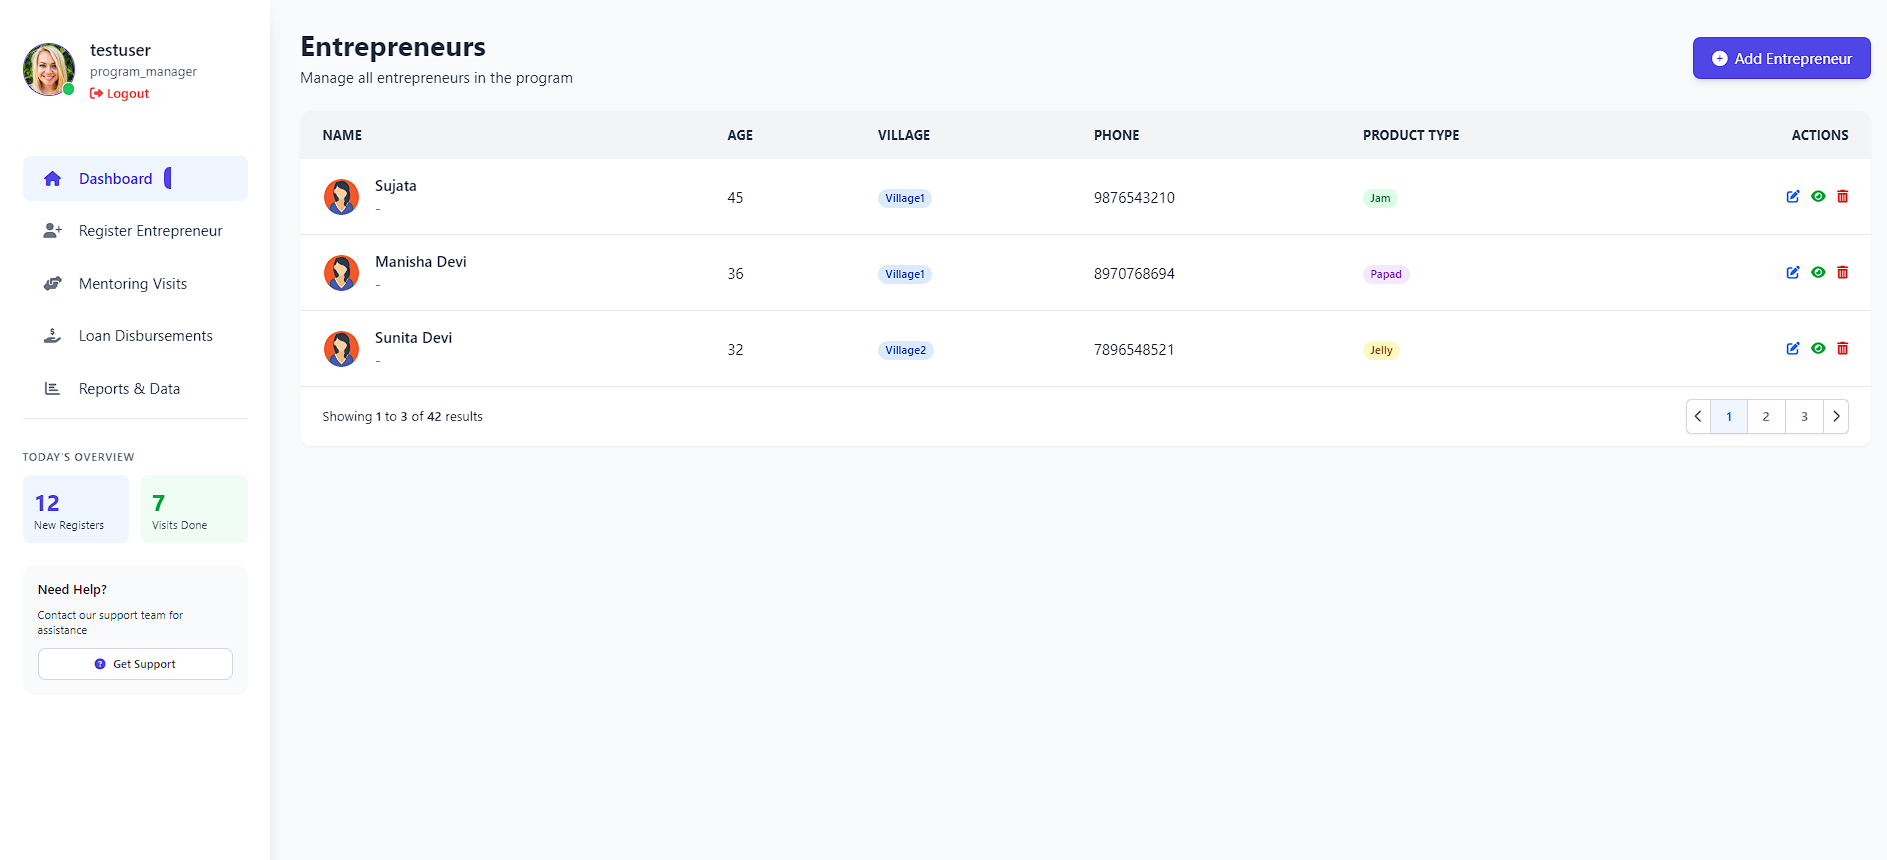 testuser
program_manager
Logout
Dashboard
Register Entrepreneur
Mentoring Visits
Loan Disbursements
Reports & Data
TODAY'S OVERVIEW
12
New Registers
7
Visits Done
Need Help?
Contact our support team for
assistance
Get Support
Entrepreneurs
Manage all entrepreneurs in the program
Add Entrepreneur
NAME AGE VILLAGE PHONE PRODUCT TYPE ACTIONS
Sujata
-
45 Village1 9876543210 Jam
Manisha Devi
-
36 Village1 8970768694 Papad
Sunita Devi
-
32 Village2 7896548521 Jelly
Showing 1 to 3 of 42 results
1 2 3